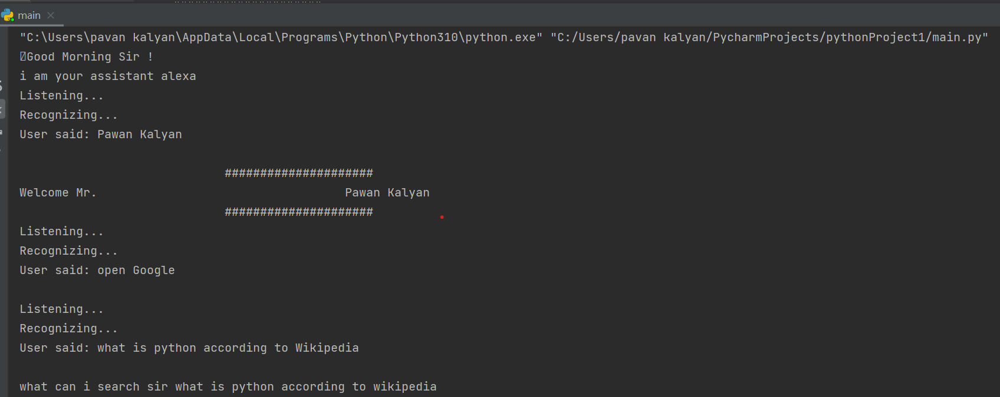 main
"C:\Users\pavan kalyan\AppData\Local\Programs\Python\Python310\python.exe" "C:/Users/pavan kalyan/PycharmProjects/pythonProject1/main.py"
Good Morning Sir !
i am your assistant alexa
Listening...
Recognizing...
User said: Pawan Kalyan
#####################
Welcome Mr. Pawan Kalyan
#####################
Listening...
Recognizing...
User said: open Google
Listening...
Recognizing...
User said: what is python according to Wikipedia
what can i search sir what is python according to wikipedia